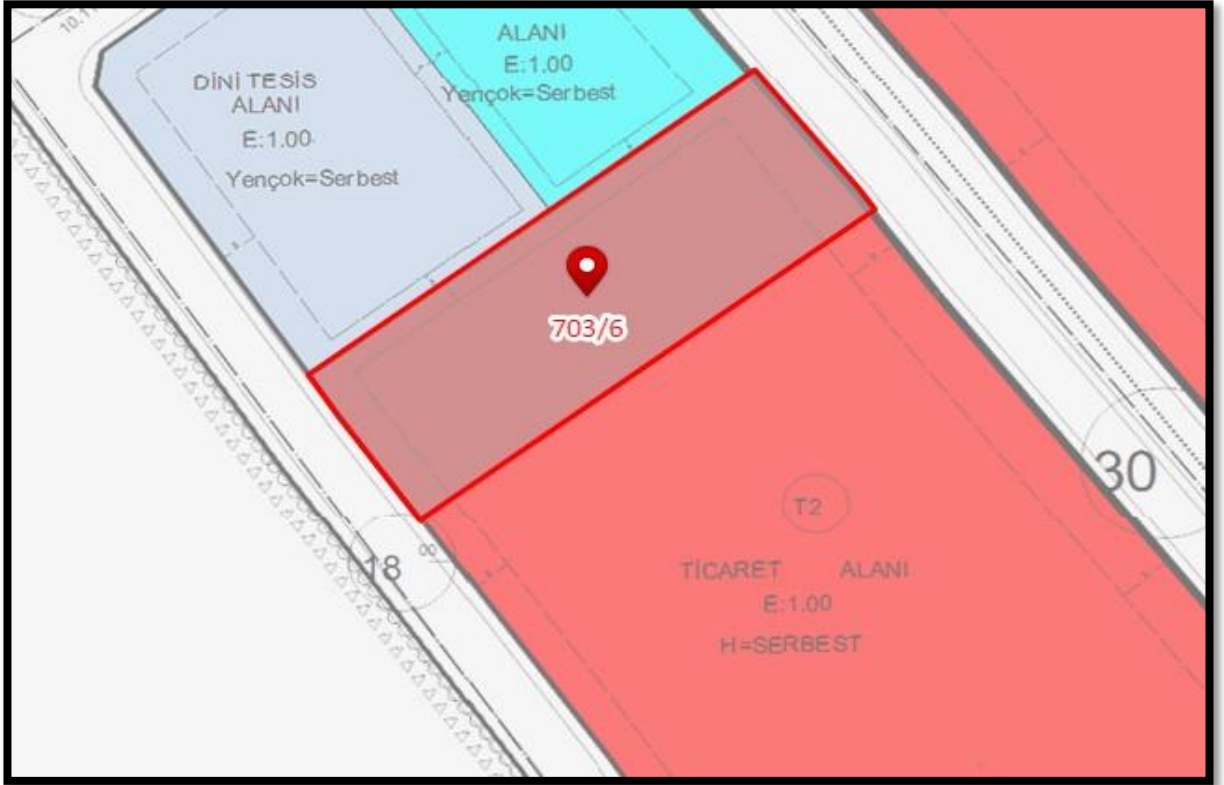 ALANI
E:1.00
Yençok=Serbest
DİNİ TESİS
ALANI
E:1.00
Yençok=Serbest
703/6
30
T2
18
00
TİCARET ALANI
E:1.00
H=SERBEST